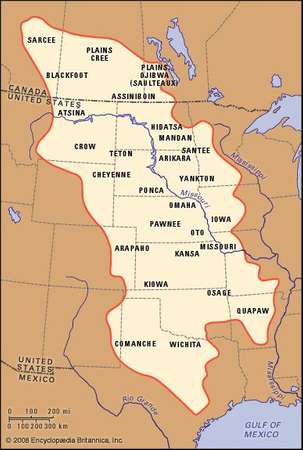 SARCEE
PLAINS
CREE
PLAINS
OJIBWA
(SAULTEAUX)
BLACKFOOT
CANADA
UNITED STATES
ASSINIBOIN
ATSINA
HIDATSA
MANDAN
CROW
TETON
SANTEE
ARIKARA
Mississippi
CHEYENNE
YANKTON
PONCA
Missouri
OMAHA
IOWA
PAWNEE
OTO
ARAPAHO
KANSA
MISSOURI
KIOWA
OSAGE
QUAPAW
COMANCHE
WICHITA
UNITED
STATES
MEXICO
Mississippi
Rio Grande
0 100 200 mi
0 100 200 300 km
GULF OF
MEXICO
© 2008 Encyclopædia Britannica, Inc.